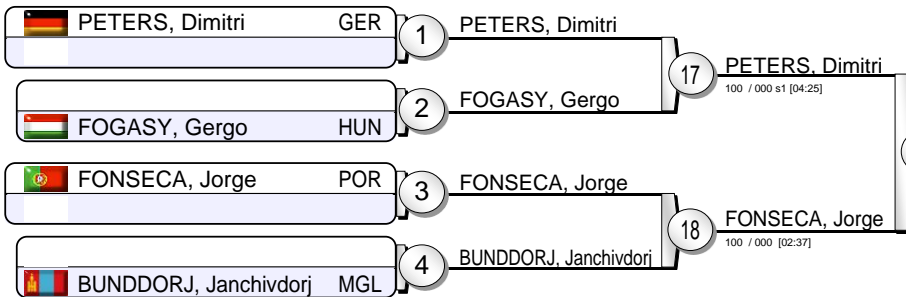 PETERS, Dimitri GER
1
PETERS, Dimitri
FOGASY, Gergo HUN
2
FOGASY, Gergo
17
PETERS, Dimitri
100 / 000 s1 [04:25]
FONSECA, Jorge POR
3
FONSECA, Jorge
BUNDDORJ, Janchivdorj MGL
4
BUNDDORJ, Janchivdorj
18
FONSECA, Jorge
100 / 000 [02:37]